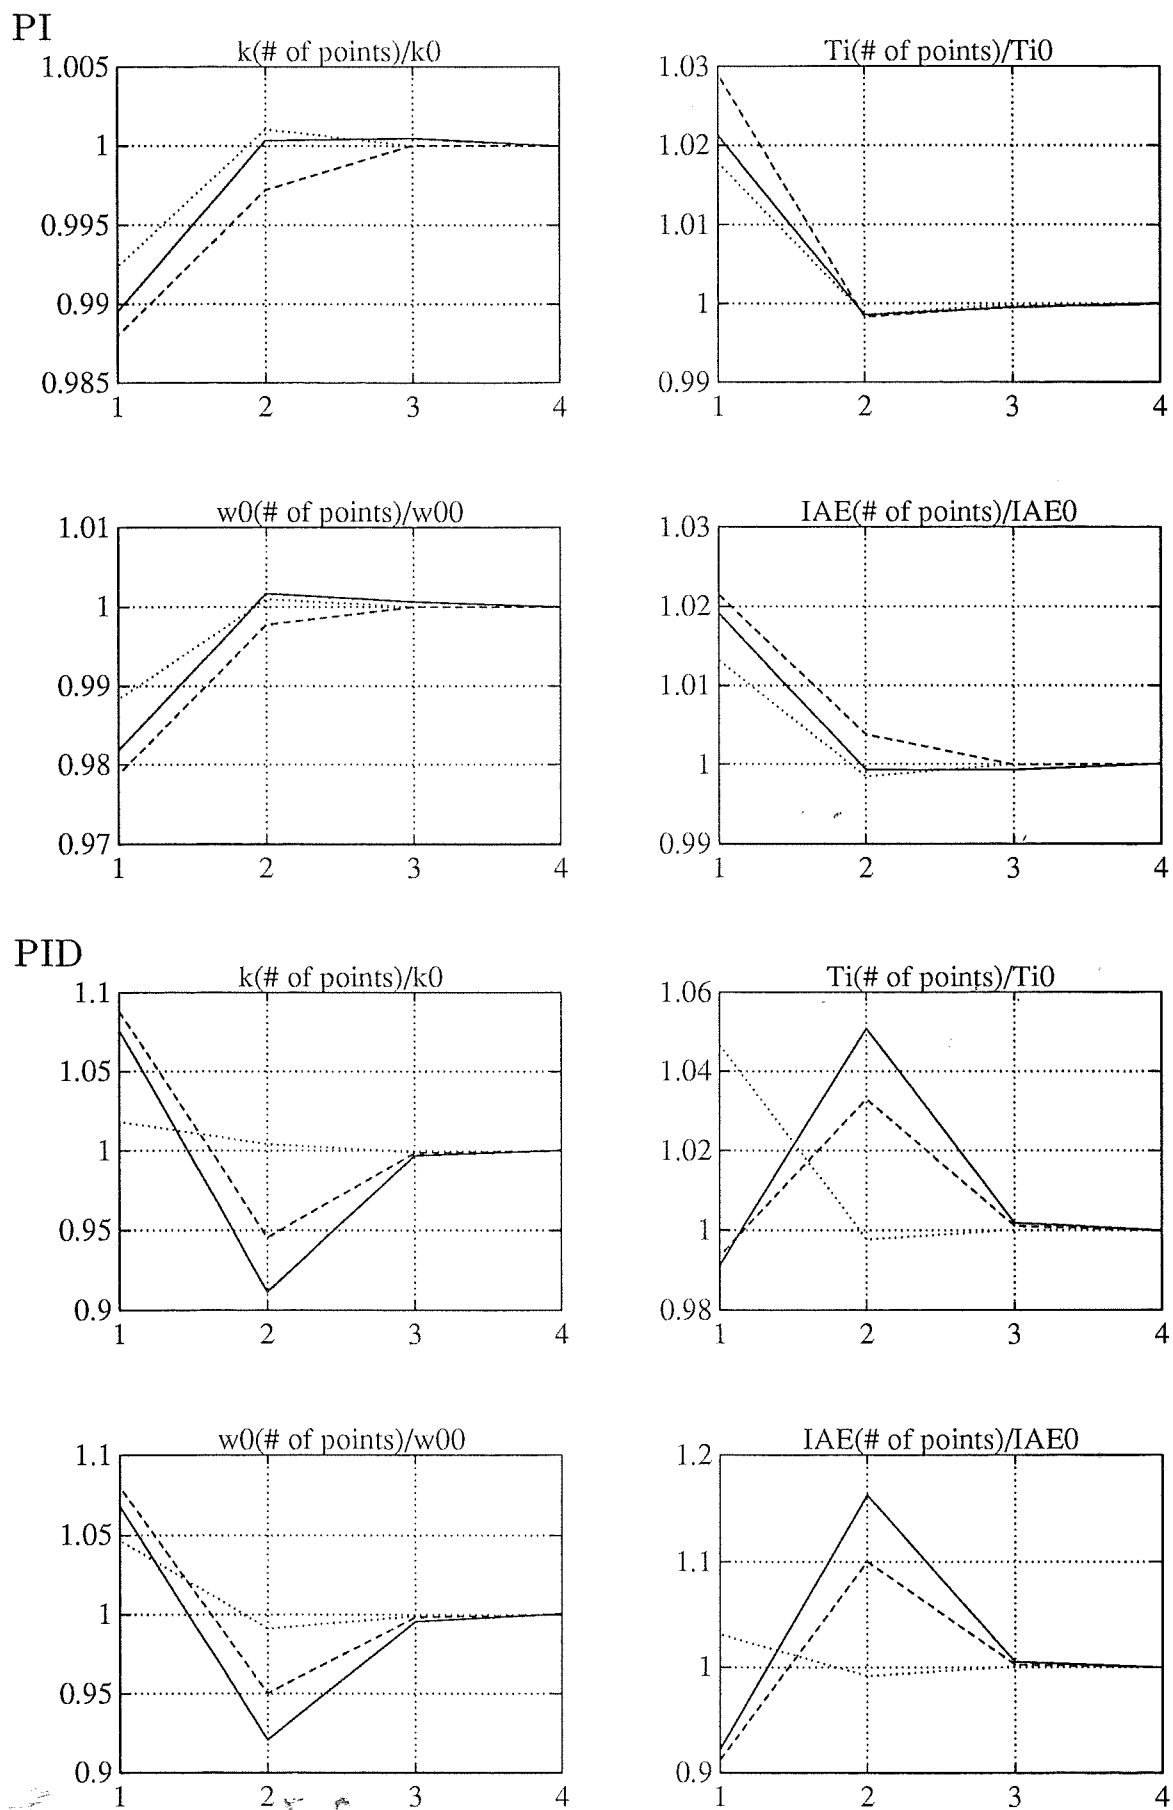 PI
k(# of points)/k0
1.005
1
0.995
0.99
0.985
1 2 3 4
Ti(# of points)/Ti0
1.03
1.02
1.01
1
0.99
1 2 3 4
w0(# of points)/w00
1.01
1
0.99
0.98
0.97
1 2 3 4
IAE(# of points)/IAE0
1.03
1.02
1.01
1
0.99
1 2 3 4
PID
k(# of points)/k0
1.1
1.05
1
0.95
0.9
1 2 3 4
Ti(# of points)/Ti0
1.06
1.04
1.02
1
0.98
1 2 3 4
w0(# of points)/w00
1.1
1.05
1
0.95
0.9
1 2 3 4
IAE(# of points)/IAE0
1.2
1.1
1
0.9
1 2 3 4